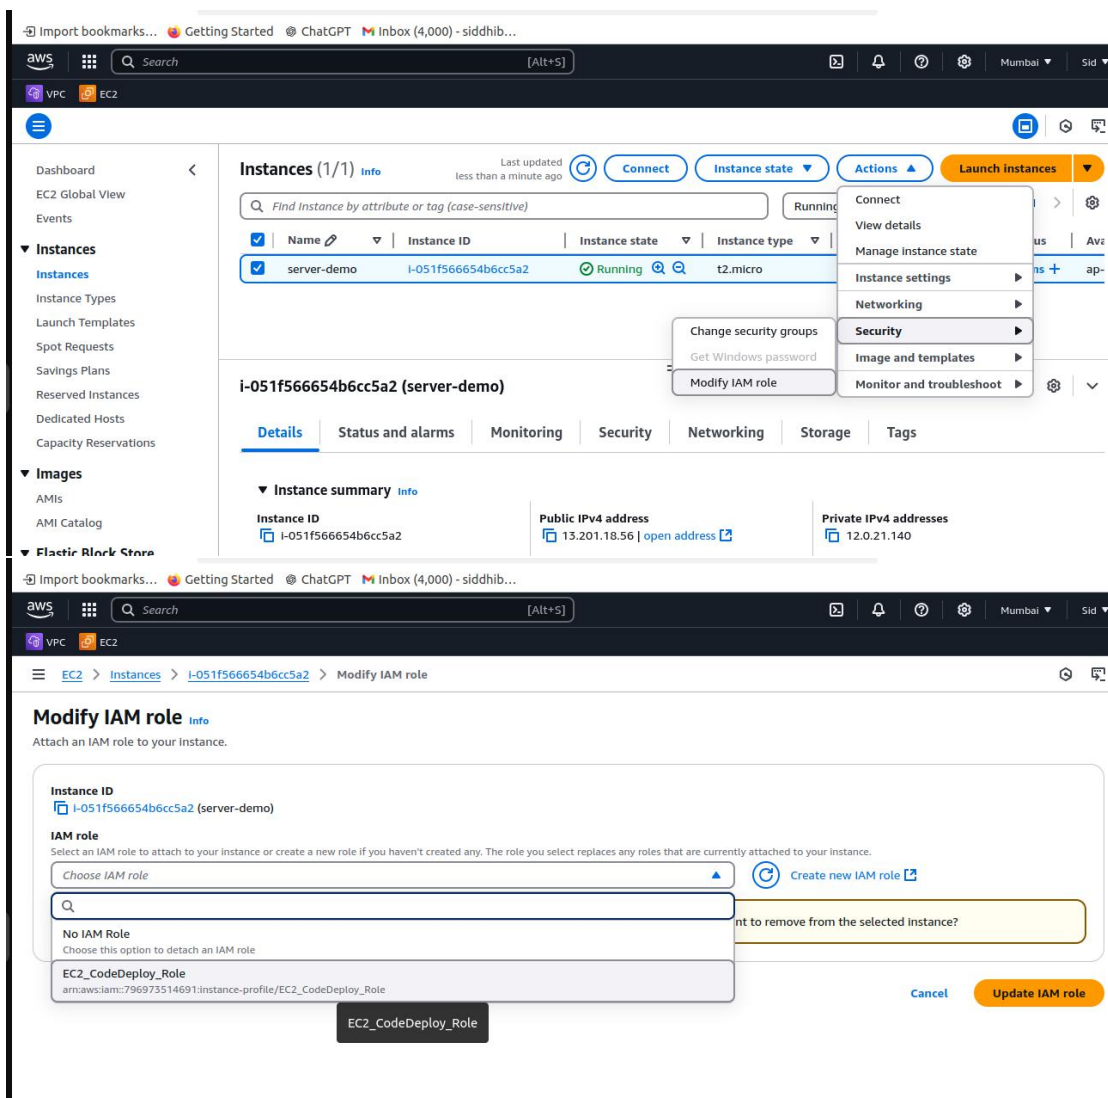 Import bookmarks... Getting Started ChatGPT Inbox (4,000) - siddhib...
aws Search [Alt+S] Mumbai Sid
VPC EC2
Dashboard
EC2 Global View
Events
Instances
Instances
Instance Types
Launch Templates
Spot Requests
Savings Plans
Reserved Instances
Dedicated Hosts
Capacity Reservations
Images
AMIs
AMI Catalog
Elastic Block Store
Instances (1/1) Info
Last updated
less than a minute ago
Connect Instance state Actions Launch instances
Find Instance by attribute or tag (case-sensitive) Running
Name Instance ID Instance state Instance type us Ava
server-demo i-051f566654b6cc5a2 Running t2.micro ns + ap-
Connect
View details
Manage instance state
Instance settings
Networking
Security
Image and templates
Monitor and troubleshoot
Change security groups
Get Windows password
Modify IAM role
i-051f566654b6cc5a2 (server-demo)
Details Status and alarms Monitoring Security Networking Storage Tags
Instance summary Info
Instance ID Public IPv4 address Private IPv4 addresses
i-051f566654b6cc5a2 13.201.18.56 | open address 12.0.21.140
Import bookmarks... Getting Started ChatGPT Inbox (4,000) - siddhib...
aws Search [Alt+S] Mumbai Sid
VPC EC2
EC2 > Instances > i-051f566654b6cc5a2 > Modify IAM role
Modify IAM role Info
Attach an IAM role to your instance.
Instance ID
i-051f566654b6cc5a2 (server-demo)
IAM role
Select an IAM role to attach to your instance or create a new role if you haven't created any. The role you select replaces any roles that are currently attached to your instance.
Choose IAM role Create new IAM role
nt to remove from the selected instance?
No IAM Role
Choose this option to detach an IAM role
EC2_CodeDeploy_Role
arn:aws:iam::796973514691:instance-profile/EC2_CodeDeploy_Role
Cancel Update IAM role
EC2_CodeDeploy_Role